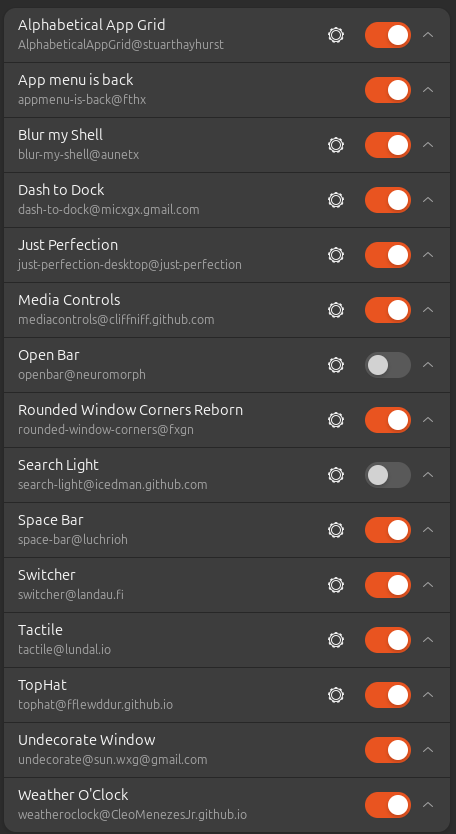 Alphabetical App Grid
AlphabeticalAppGrid@stuarthayhurst
App menu is back
appmenu-is-back@fthx
Blur my Shell
blur-my-shell@aunetx
Dash to Dock
dash-to-dock@micxgx.gmail.com
Just Perfection
just-perfection-desktop@just-perfection
Media Controls
mediacontrols@cliffniff.github.com
Open Bar
openbar@neuromorph
Rounded Window Corners Reborn
rounded-window-corners@fxgn
Search Light
search-light@icedman.github.com
Space Bar
space-bar@luchrioh
Switcher
switcher@landau.fi
Tactile
tactile@lundal.io
TopHat
tophat@fflewddur.github.io
Undecorate Window
undecorate@sun.wxg@gmail.com
Weather O'Clock
weatheroclock@CleoMenezesJr.github.io